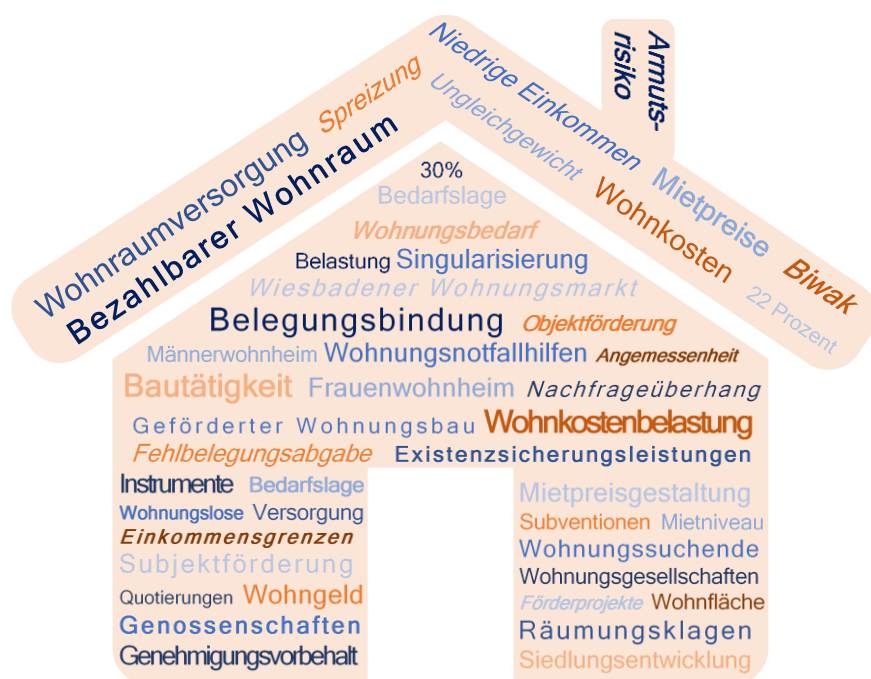 Armuts-
risiko
Niedrige Einkommen
Spreizung
Ungleichgewicht
Wohnraumversorgung
Bezahlbarer Wohnraum
Mietpreise
Wohnkosten
Biwak
22 Prozent
30%
Bedarfslage
Wohnungsbedarf
Belastung Singularisierung
Wiesbadener Wohnungsmarkt
Belegungsbindung Objektförderung
Männerwohnheim Wohnungsnotfallhilfen Angemessenheit
Bautätigkeit Frauenwohnheim Nachfrageüberhang
Geförderter Wohnungsbau Wohnkostenbelastung
Fehlbelegungsabgabe Existenzsicherungsleistungen
Instrumente Bedarfslage
Wohnungslose Versorgung
Einkommensgrenzen
Subjektförderung
Quotierungen Wohngeld
Genossenschaften
Genehmigungsvorbehalt
Mietpreisgestaltung
Subventionen Mietniveau
Wohnungssuchende
Wohnungsgesellschaften
Förderprojekte Wohnfläche
Räumungsklagen
Siedlungsentwicklung